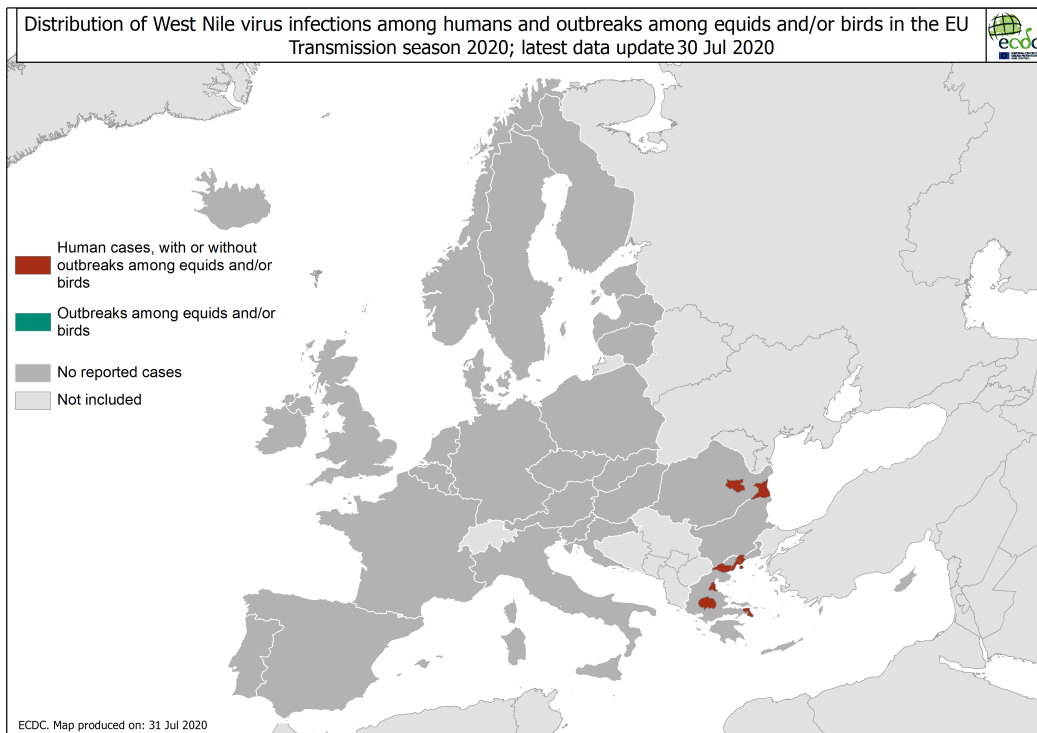 Distribution of West Nile virus infections among humans and outbreaks among equids and/or birds in the EU
Transmission season 2020; latest data update 30 Jul 2020
ecdc
Human cases, with or without
outbreaks among equids and/or
birds
Outbreaks among equids and/or
birds
No reported cases
Not included
ECDC. Map produced on: 31 Jul 2020